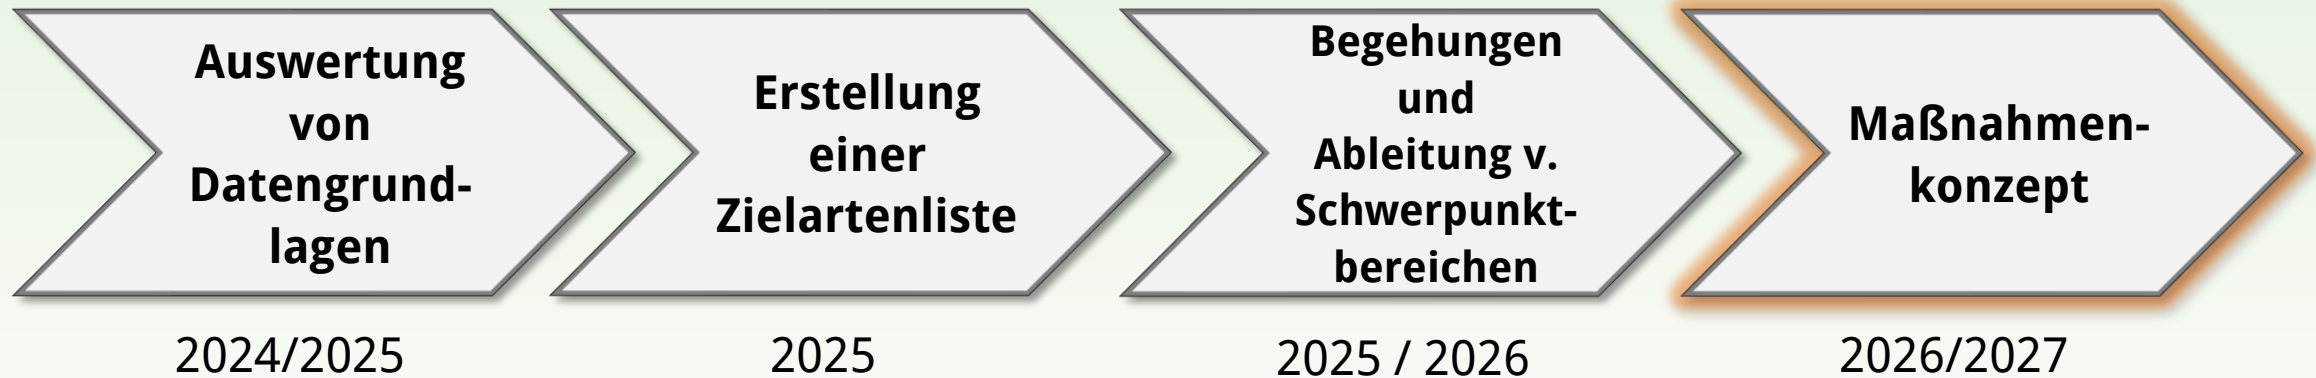 Auswertung
von
Datengrund-
lagen
Erstellung
einer
Zielartenliste
Begehungen
und
Ableitung v.
Schwerpunkt-
bereichen
Maßnahmen-
konzept
2024/2025
2025
2025 / 2026
2026/2027